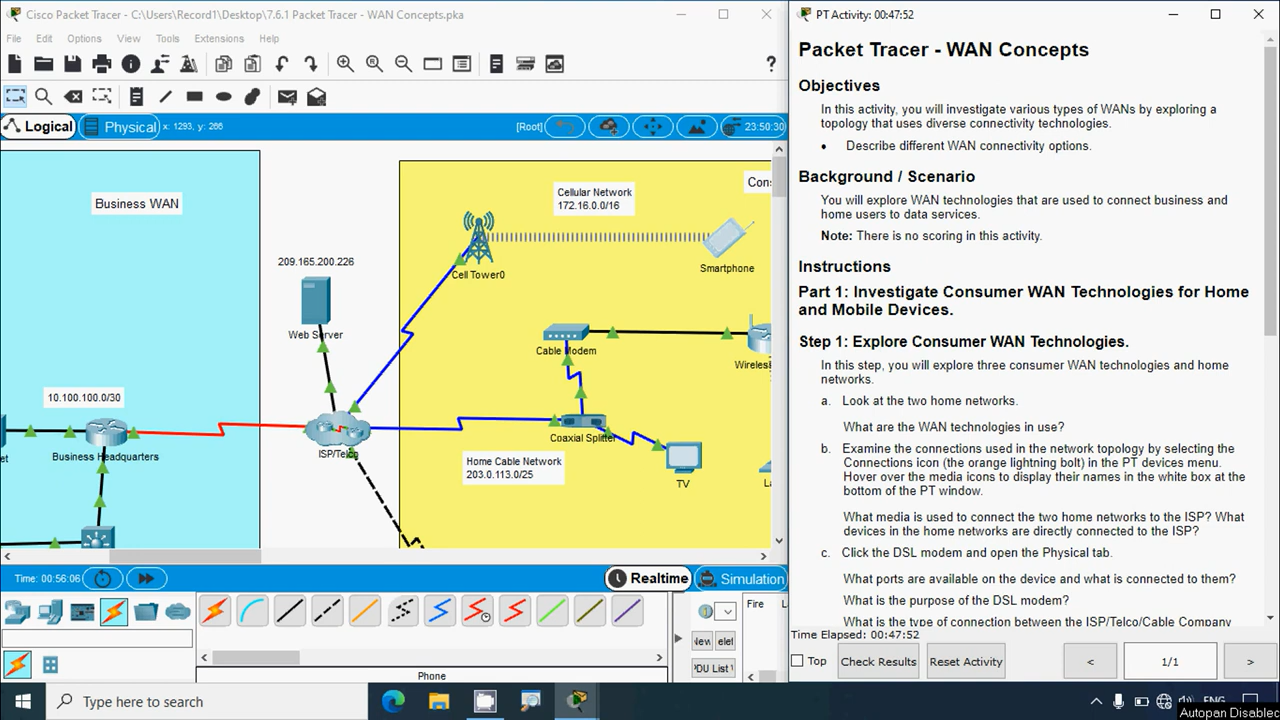 Cisco Packet Tracer - C:\Users\Record1\Desktop\7.6.1 Packet Tracer - WAN Concepts.pka
File Edit Options View Tools Extensions Help
Logical
Physical
x: 1293, y: 266
[Root]
23:50:30
Business WAN
Cellular Network
172.16.0.0/16
Cell Tower0
Smartphone
209.165.200.226
Web Server
Cable Modem
10.100.100.0/30
Business Headquarters
ISP/Telco
Coaxial Splitter
Home Cable Network
203.0.113.0/25
TV
Time: 00:56:06
Realtime
Simulation
Fire
Phone
PT Activity: 00:47:52
Packet Tracer - WAN Concepts
Objectives
In this activity, you will investigate various types of WANs by exploring a
topology that uses diverse connectivity technologies.
• Describe different WAN connectivity options.
Background / Scenario
You will explore WAN technologies that are used to connect business and
home users to data services.
Note: There is no scoring in this activity.
Instructions
Part 1: Investigate Consumer WAN Technologies for Home
and Mobile Devices.
Step 1: Explore Consumer WAN Technologies.
In this step, you will explore three consumer WAN technologies and home
networks.
a. Look at the two home networks.
What are the WAN technologies in use?
b. Examine the connections used in the network topology by selecting the
Connections icon (the orange lightning bolt) in the PT devices menu.
Hover over the media icons to display their names in the white box at the
bottom of the PT window.
What media is used to connect the two home networks to the ISP? What
devices in the home networks are directly connected to the ISP?
c. Click the DSL modem and open the Physical tab.
What ports are available on the device and what is connected to them?
What is the purpose of the DSL modem?
What is the type of connection between the ISP/Telco/Cable Company
Time Elapsed: 00:47:52
Top
Check Results
Reset Activity
<
1/1
>
Type here to search
ENG
Autopan Disabled